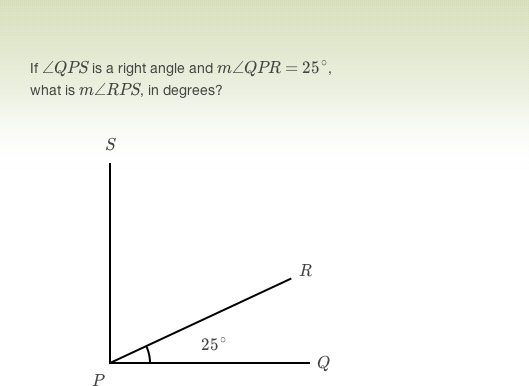 If ∠QPS is a right angle and m∠QPR = 25°,
what is m∠RPS, in degrees?
S
R
25°
Q
P